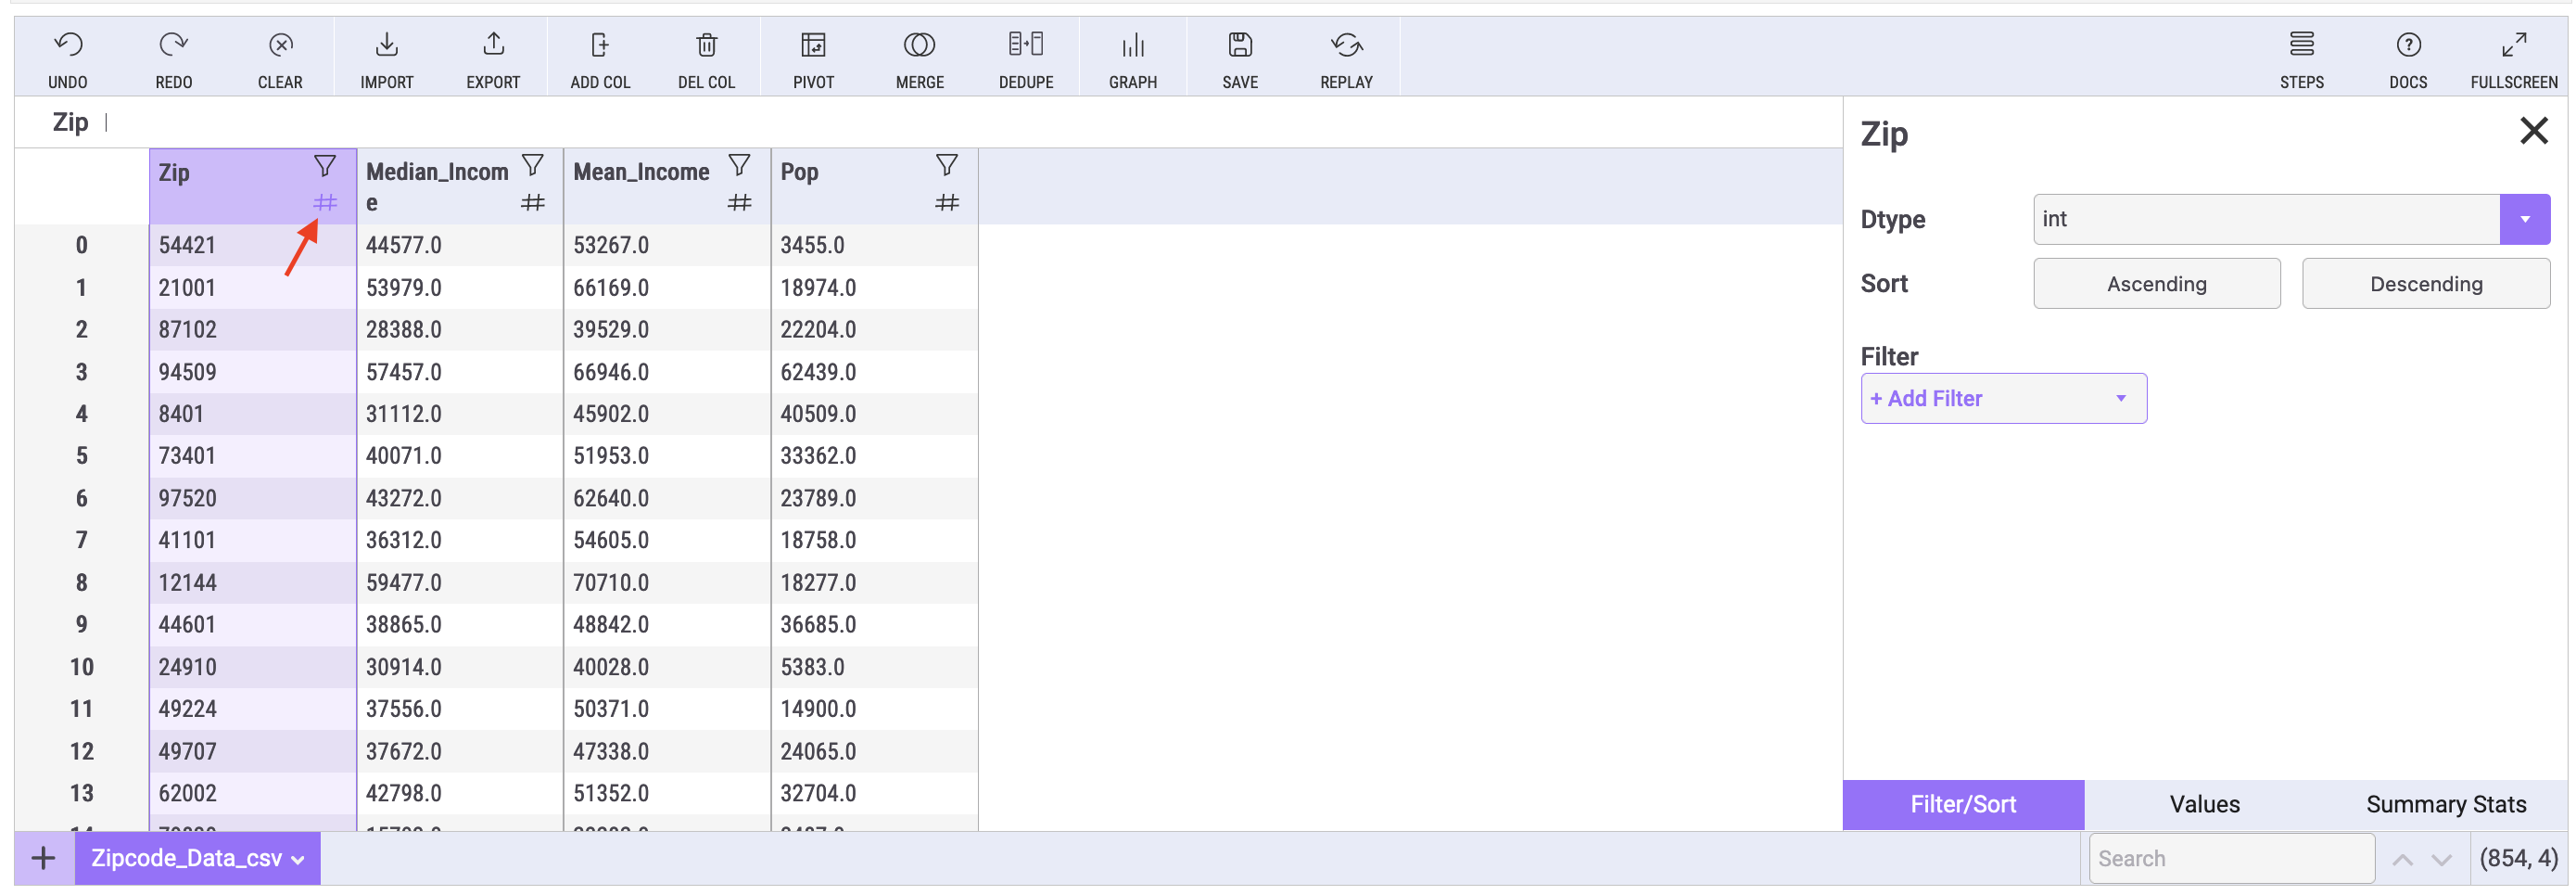 UNDO REDO CLEAR IMPORT EXPORT ADD COL DEL COL PIVOT MERGE DEDUPE GRAPH SAVE REPLAY STEPS DOCS FULLSCREEN
Zip
Zip Median_Incom Mean_Income Pop
e
0 54421 44577.0 53267.0 3455.0
1 21001 53979.0 66169.0 18974.0
2 87102 28388.0 39529.0 22204.0
3 94509 57457.0 66946.0 62439.0
4 8401 31112.0 45902.0 40509.0
5 73401 40071.0 51953.0 33362.0
6 97520 43272.0 62640.0 23789.0
7 41101 36312.0 54605.0 18758.0
8 12144 59477.0 70710.0 18277.0
9 44601 38865.0 48842.0 36685.0
10 24910 30914.0 40028.0 5383.0
11 49224 37556.0 50371.0 14900.0
12 49707 37672.0 47338.0 24065.0
13 62002 42798.0 51352.0 32704.0
Zip
Dtype int
Sort Ascending Descending
Filter
+ Add Filter
Filter/Sort Values Summary Stats
+ Zipcode_Data_csv Search (854, 4)